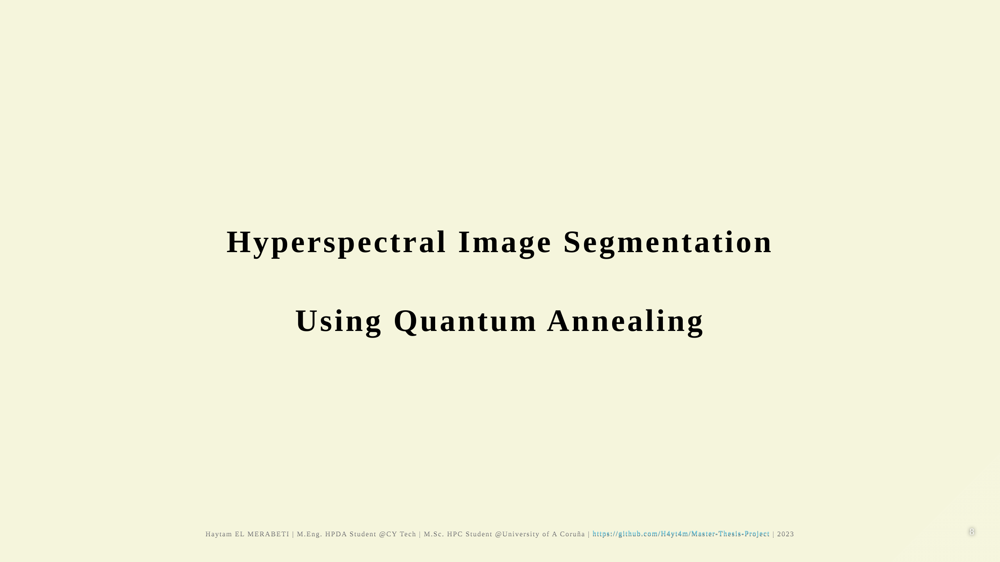 Hyperspectral Image Segmentation
Using Quantum Annealing
Haytam EL MERABETI | M.Eng. HPDA Student @CY Tech | M.Sc. HPC Student @University of A Coruña | https://github.com/H4yt4m/Master-Thesis-Project | 2023
8